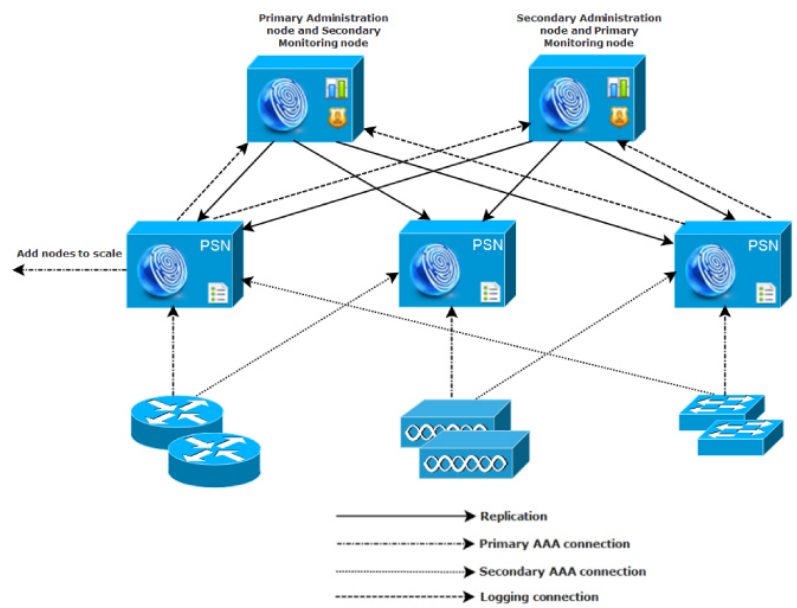 Primary Administration
node and Secondary
Monitoring node
Secondary Administration
node and Primary
Monitoring node
PSN
PSN
PSN
Add nodes to scale
Replication
Primary AAA connection
Secondary AAA connection
Logging connection